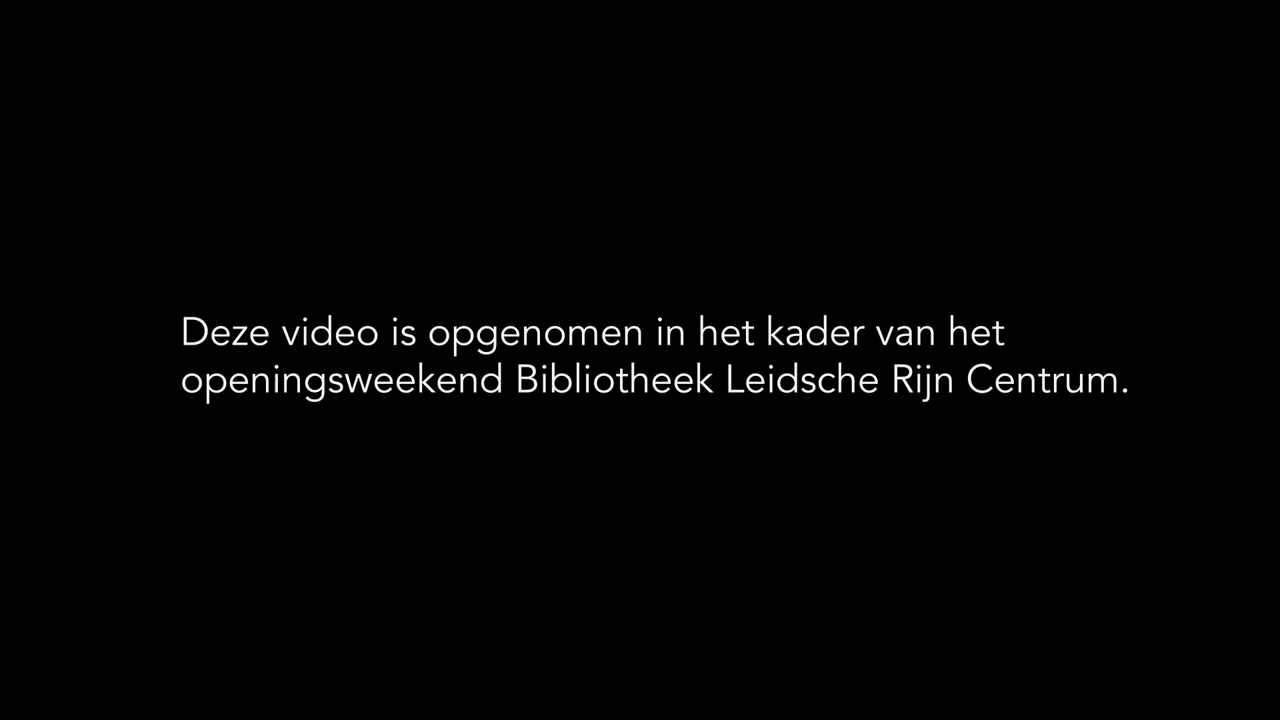 Deze video is opgenomen in het kader van het
openingsweekend Bibliotheek Leidsche Rijn Centrum.